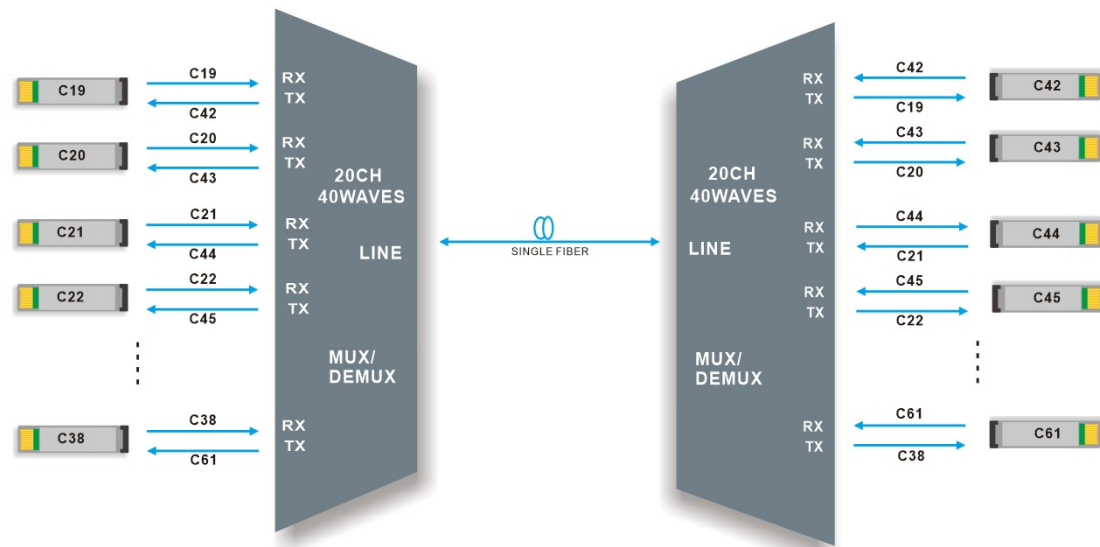 C19
C19
C42
RX
TX
C20
C20
C43
RX
TX
C21
C21
C44
RX
TX
C22
C22
C45
RX
TX
C38
C38
C61
RX
TX
20CH
40WAVES
LINE
MUX/
DEMUX
SINGLE FIBER
20CH
40WAVES
LINE
MUX/
DEMUX
RX
TX
C42
C19
C42
RX
TX
C43
C20
C43
RX
TX
C44
C21
C44
RX
TX
C45
C22
C45
RX
TX
C61
C38
C61